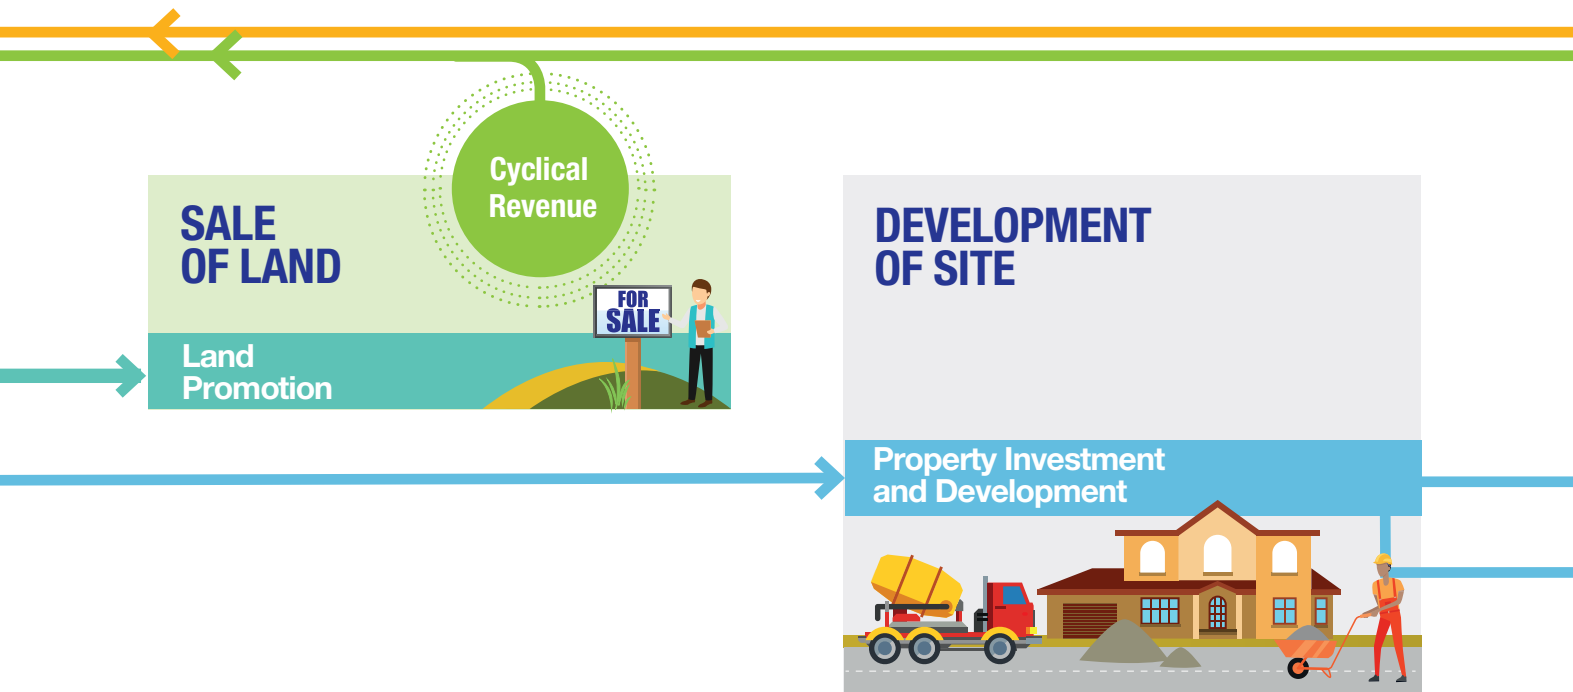 Cyclical
Revenue
SALE
OF LAND
FOR
SALE
Land
Promotion
DEVELOPMENT
OF SITE
Property Investment
and Development